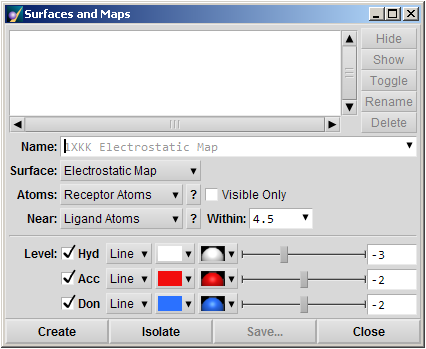 Surfaces and Maps
Hide
Show
Toggle
Rename
Delete
Name: 1XKK Electrostatic Map
Surface: Electrostatic Map
Atoms: Receptor Atoms ? Visible Only
Near: Ligand Atoms ? Within: 4.5
Level: Hyd Line -3
Acc Line -2
Don Line -2
Create Isolate Save... Close